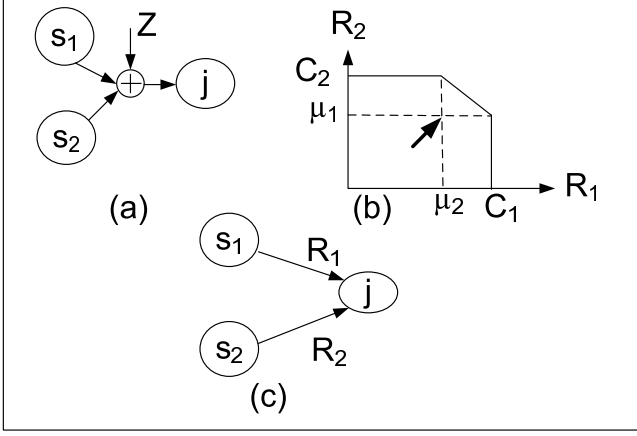 s1
Z
+
j
s2
(a)
R2
C2
μ1
μ2
C1
R1
(b)
s1
R1
j
s2
R2
(c)